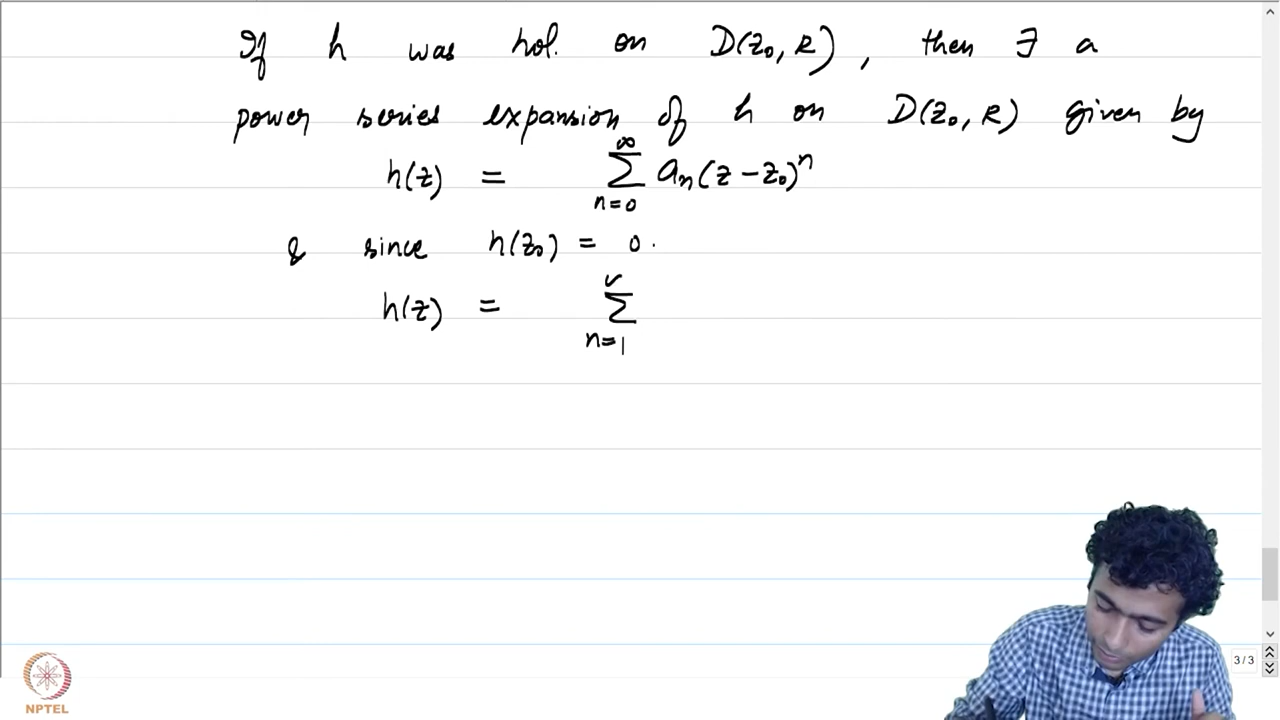 If h was hol. on D(z₀, R), then ∃ a
power series expansion of h on D(z₀, R) given by
h(z) = ∑_{n=0}^{∞} aₙ(z − z₀)ⁿ
& since h(z₀) = 0.
h(z) = ∑_{n=1}
3 / 3
NPTEL